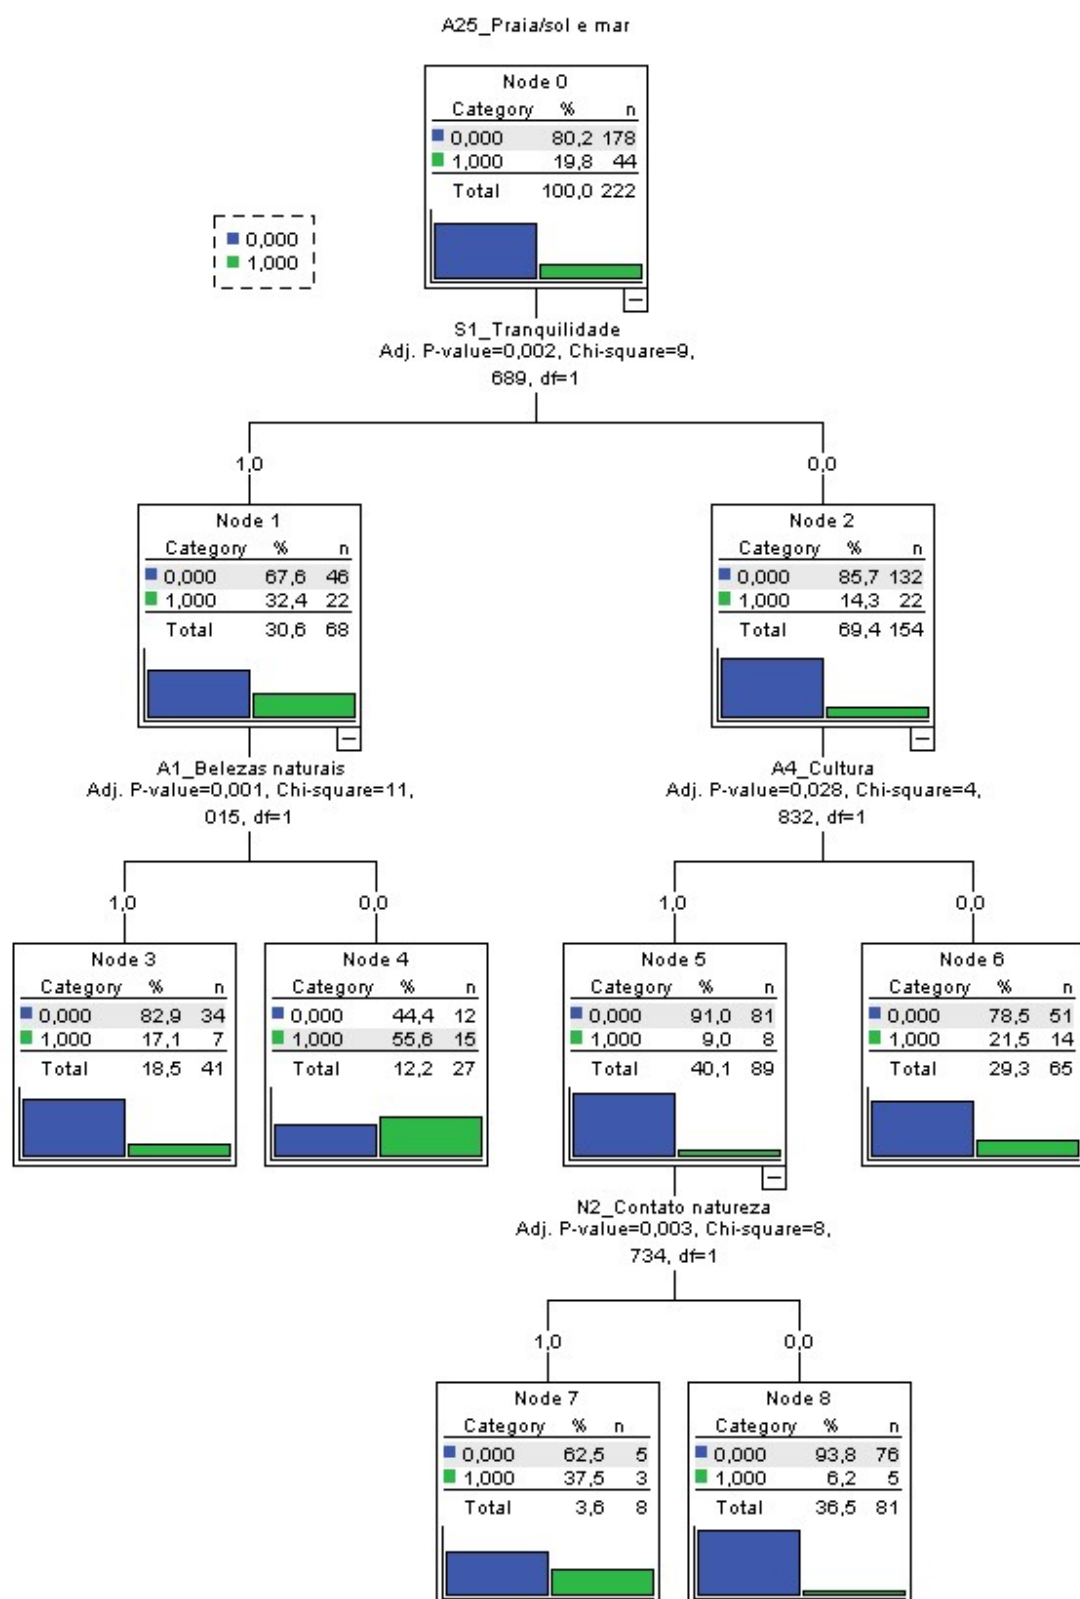 A25_Praia/sol e mar
Node 0
Category % n
0,000 80,2 178
1,000 19,8 44
Total 100,0 222
0,000
1,000
S1_Tranquilidade
Adj. P-value=0,002, Chi-square=9,
689, df=1
1,0
0,0
Node 1
Category % n
0,000 67,6 46
1,000 32,4 22
Total 30,6 68
Node 2
Category % n
0,000 85,7 132
1,000 14,3 22
Total 69,4 154
A1_Belezas naturais
Adj. P-value=0,001, Chi-square=11,
015, df=1
A4_Cultura
Adj. P-value=0,028, Chi-square=4,
832, df=1
1,0
0,0
1,0
0,0
Node 3
Category % n
0,000 82,9 34
1,000 17,1 7
Total 18,5 41
Node 4
Category % n
0,000 44,4 12
1,000 55,6 15
Total 12,2 27
Node 5
Category % n
0,000 91,0 81
1,000 9,0 8
Total 40,1 89
Node 6
Category % n
0,000 78,5 51
1,000 21,5 14
Total 29,3 65
N2_Contato natureza
Adj. P-value=0,003, Chi-square=8,
734, df=1
1,0
0,0
Node 7
Category % n
0,000 62,5 5
1,000 37,5 3
Total 3,6 8
Node 8
Category % n
0,000 93,8 76
1,000 6,2 5
Total 36,5 81